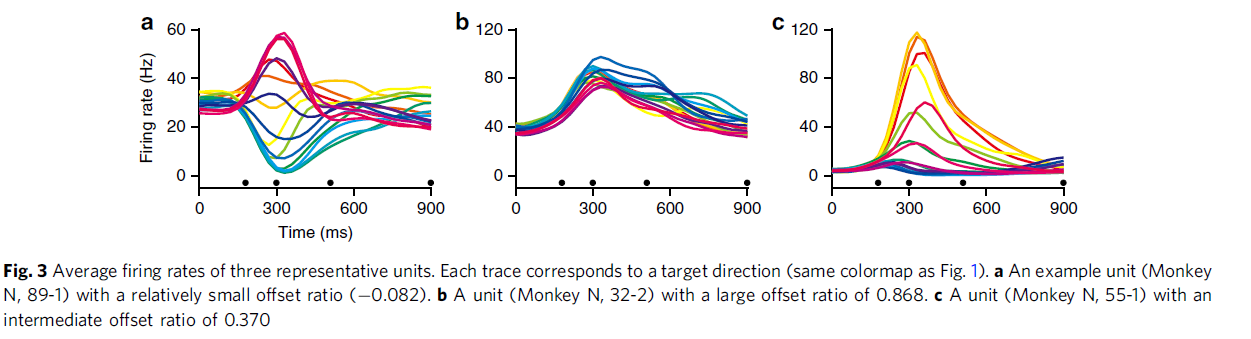 a
60
40
20
0
Firing rate (Hz)
0 300 600 900
Time (ms)
b
120
80
40
0
0 300 600 900
c
120
80
40
0
0 300 600 900
Fig. 3 Average firing rates of three representative units. Each trace corresponds to a target direction (same colormap as Fig. 1). a An example unit (Monkey
N, 89-1) with a relatively small offset ratio (−0.082). b A unit (Monkey N, 32-2) with a large offset ratio of 0.868. c A unit (Monkey N, 55-1) with an
intermediate offset ratio of 0.370